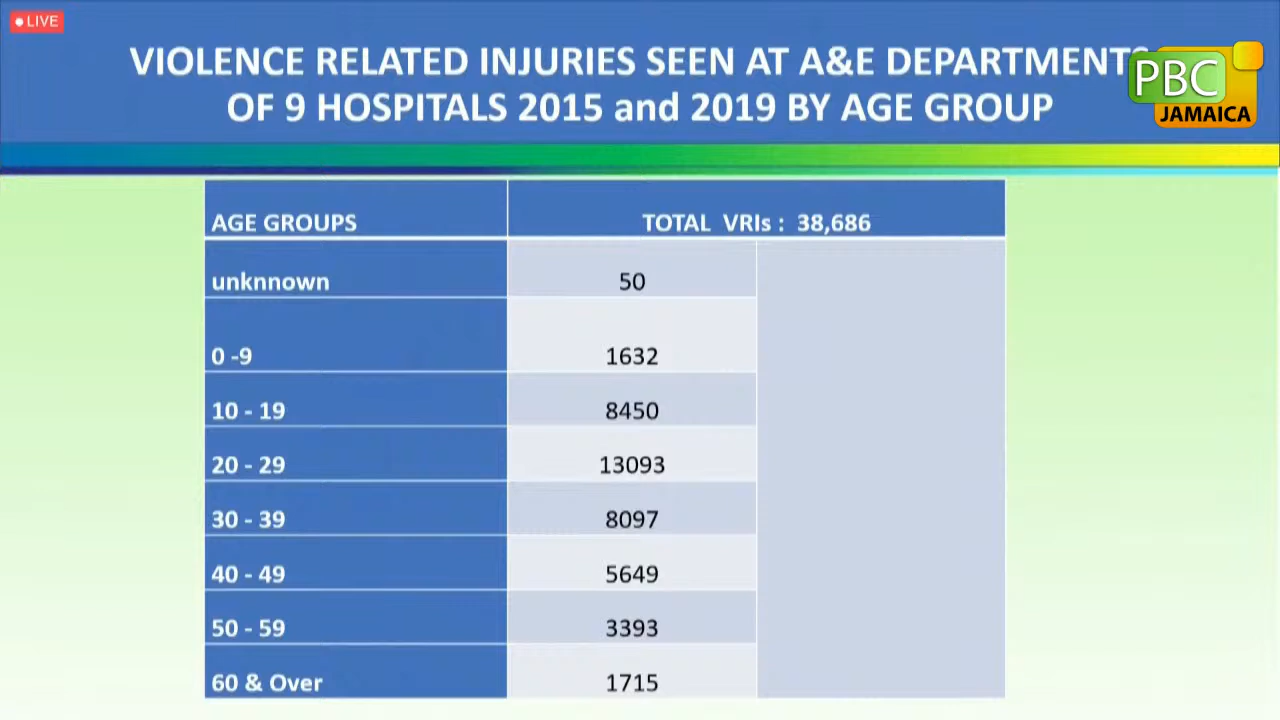 LIVE
VIOLENCE RELATED INJURIES SEEN AT A&E DEPARTMENTS
OF 9 HOSPITALS 2015 and 2019 BY AGE GROUP
PBC
JAMAICA
AGE GROUPS TOTAL VRIs : 38,686
unknnown 50
0 -9 1632
10 - 19 8450
20 - 29 13093
30 - 39 8097
40 - 49 5649
50 - 59 3393
60 & Over 1715